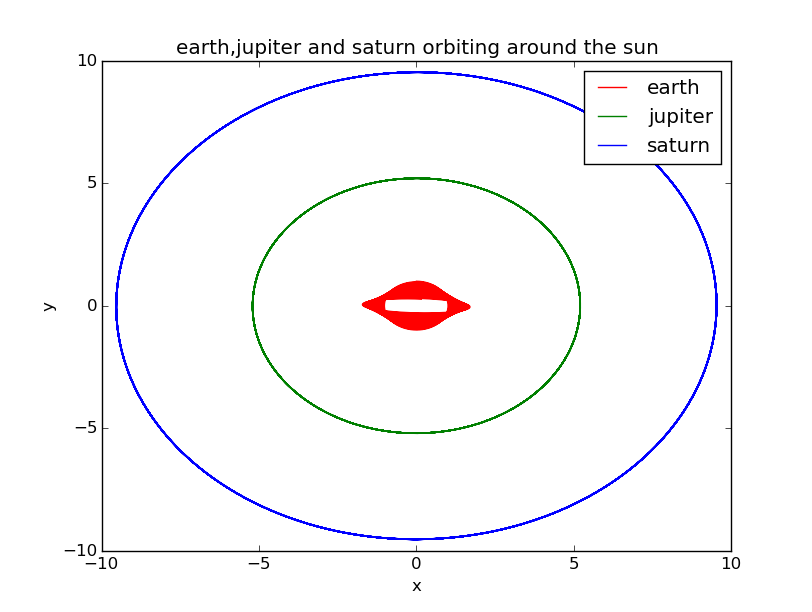 earth,jupiter and saturn orbiting around the sun
earth
jupiter
saturn
10
5
0
−5
−10
y
−10
−5
0
5
10
x